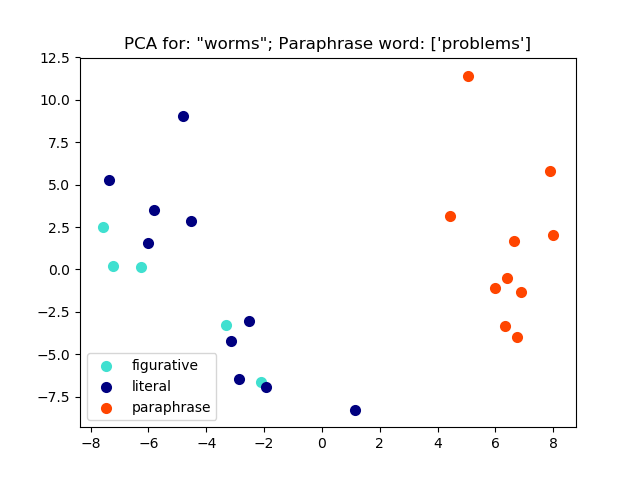 PCA for: "worms"; Paraphrase word: ['problems']
12.5
10.0
7.5
5.0
2.5
0.0
−2.5
−5.0
−7.5
figurative
literal
paraphrase
−8 −6 −4 −2 0 2 4 6 8